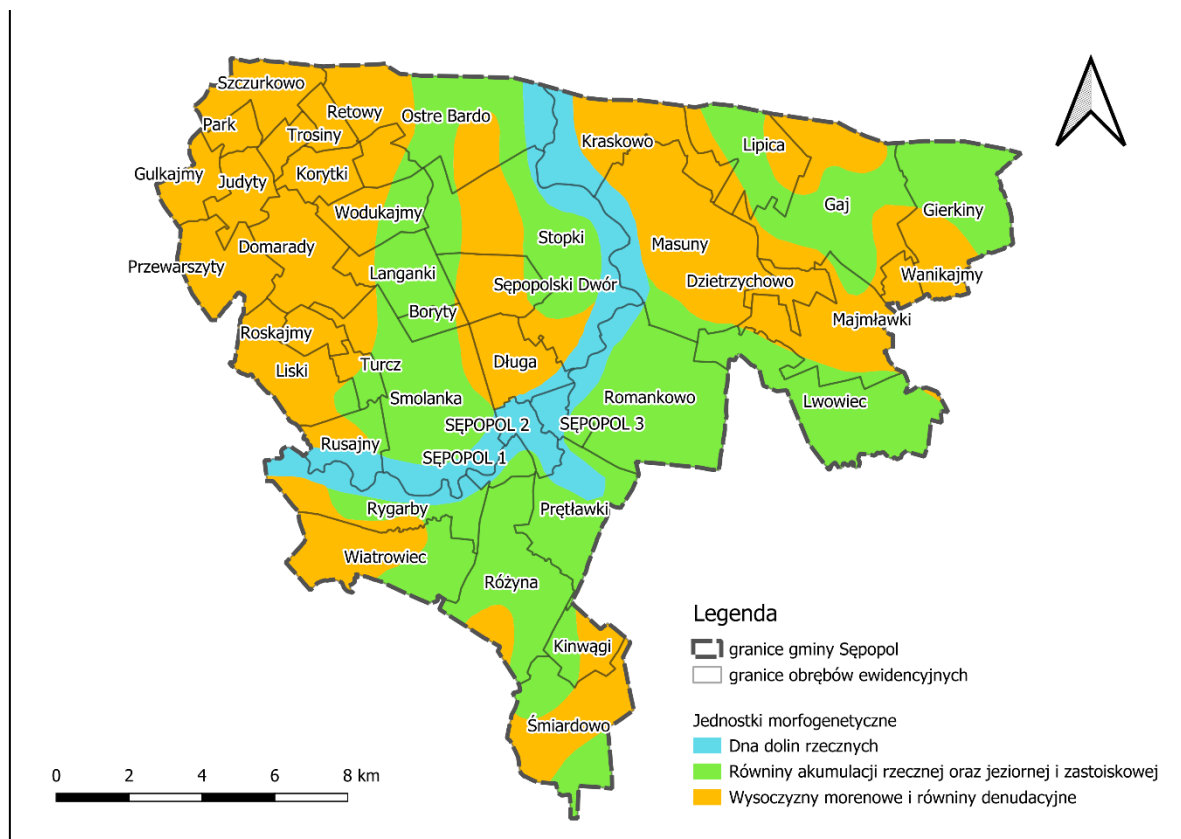 Szczurkowo
Retowy
Ostre Bardo
Park
Trosiny
Kraskowo
Lipica
Gulkajmy
Judyty
Korytki
Wodukajmy
Gaj
Gierkiny
Stopki
Domarady
Masuny
Przewarszyty
Langanki
Sępopolski Dwór
Dzietrzychowo
Wanikajmy
Boryty
Majmławki
Roskajmy
Liski
Turcz
Długa
Smolanka
Romankowo
Lwowiec
SĘPOPOL 2
SĘPOPOL 3
Rusajny
SĘPOPOL 1
Rygarby
Prętławki
Wiatrowiec
Różyna
Kinwągi
Śmiardowo
Legenda
granice gminy Sępopol
granice obrębów ewidencyjnych
Jednostki morfogenetyczne
Dna dolin rzecznych
Równiny akumulacji rzecznej oraz jeziornej i zastoiskowej
Wysoczyzny morenowe i równiny denudacyjne
0 2 4 6 8 km